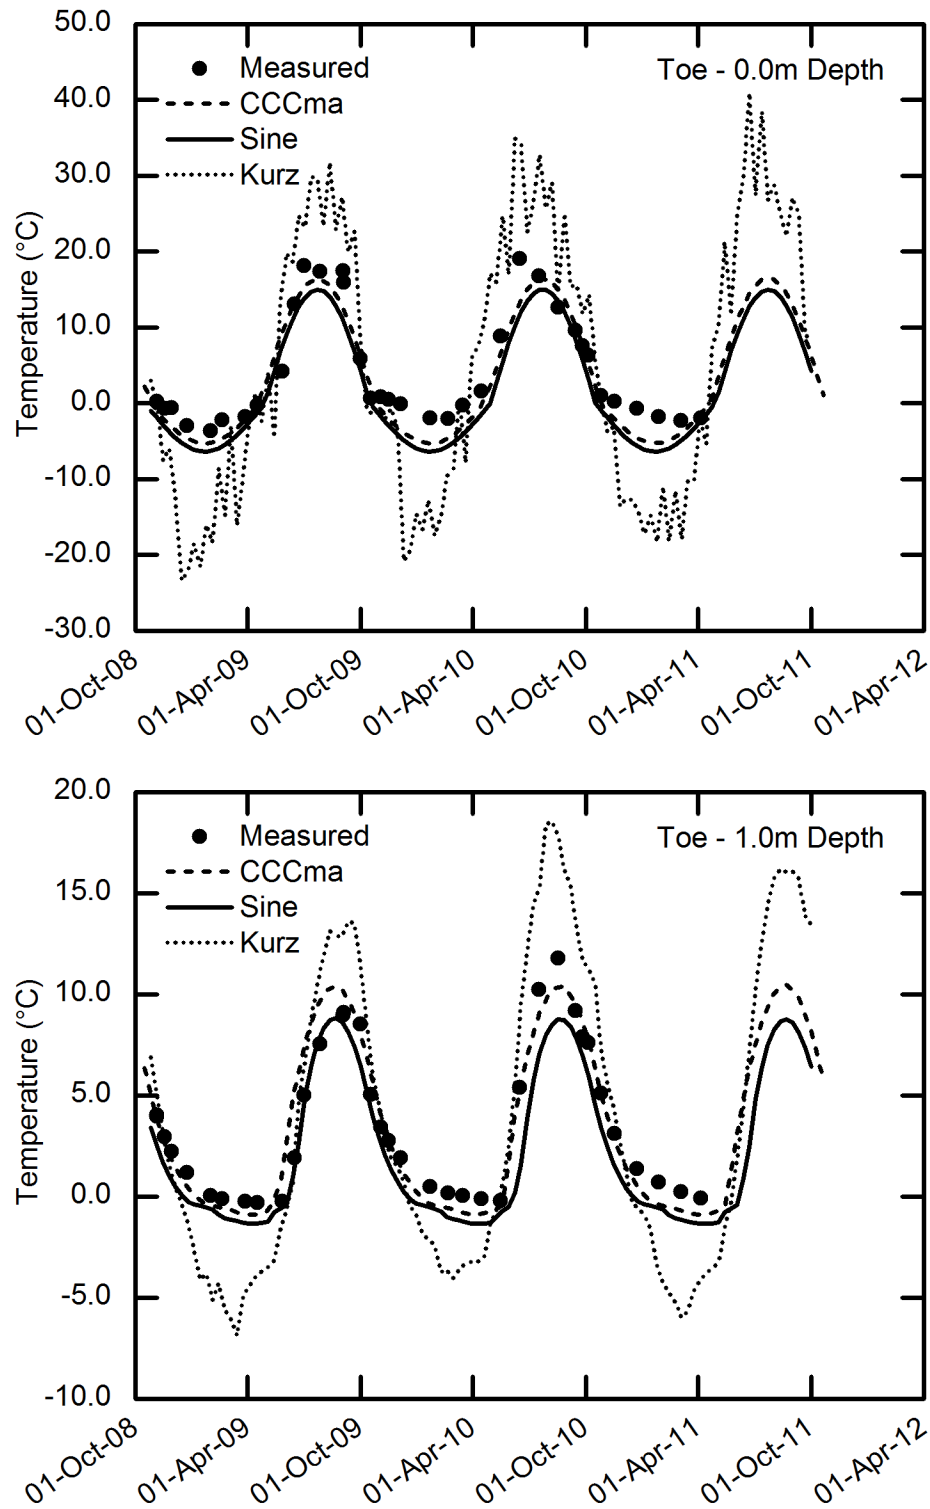 50.0
40.0
30.0
20.0
10.0
0.0
-10.0
-20.0
-30.0
Temperature (°C)
Measured
CCCma
Sine
Kurz
Toe - 0.0m Depth
01-Oct-08
01-Apr-09
01-Oct-09
01-Apr-10
01-Oct-10
01-Apr-11
01-Oct-11
01-Apr-12
20.0
15.0
10.0
5.0
0.0
-5.0
-10.0
Temperature (°C)
Measured
CCCma
Sine
Kurz
Toe - 1.0m Depth
01-Oct-08
01-Apr-09
01-Oct-09
01-Apr-10
01-Oct-10
01-Apr-11
01-Oct-11
01-Apr-12